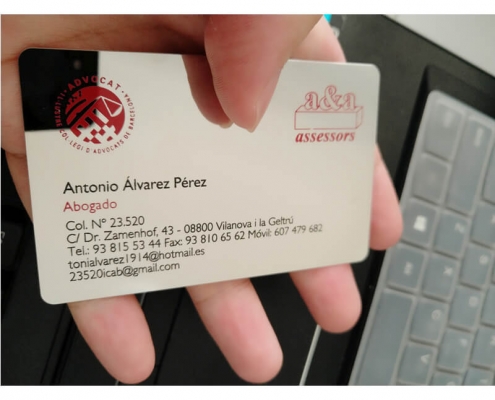 ADVOCAT
COL·LEGI D'ADVOCATS DE BARCELONA
a&a
assessors
Antonio Álvarez Pérez
Abogado
Col. Nº 23.520
C/ Dr. Zamenhof, 43 - 08800 Vilanova i la Geltrú
Tel.: 93 815 53 44 Fax: 93 810 65 62 Móvil: 607 479 682
tonialvarez1914@hotmail.es
23520icab@gmail.com